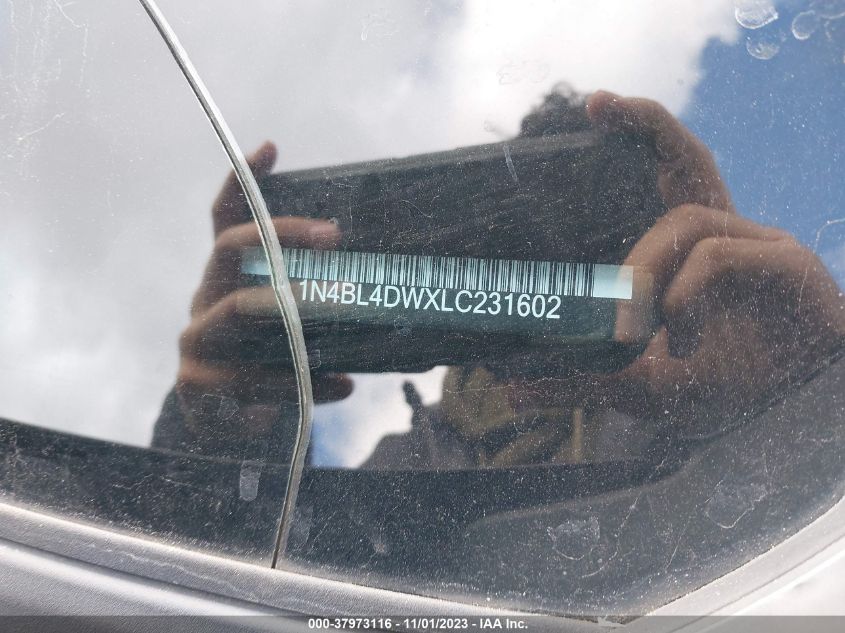 1N4BL4DWXLC231602
000-37973116 - 11/01/2023 - IAA Inc.